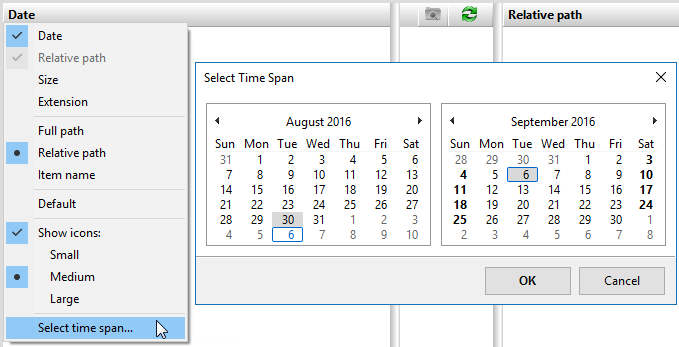 Date
Relative path
Date
Relative path
Size
Extension
Full path
Relative path
Item name
Default
Show icons:
Small
Medium
Large
Select time span...
Select Time Span
August 2016
Sun Mon Tue Wed Thu Fri Sat
31 1 2 3 4 5 6
7 8 9 10 11 12 13
14 15 16 17 18 19 20
21 22 23 24 25 26 27
28 29 30 31 1 2 3
4 5 6 7 8 9 10
September 2016
Sun Mon Tue Wed Thu Fri Sat
28 29 30 31 1 2 3
4 5 6 7 8 9 10
11 12 13 14 15 16 17
18 19 20 21 22 23 24
25 26 27 28 29 30 1
2 3 4 5 6 7 8
OK
Cancel